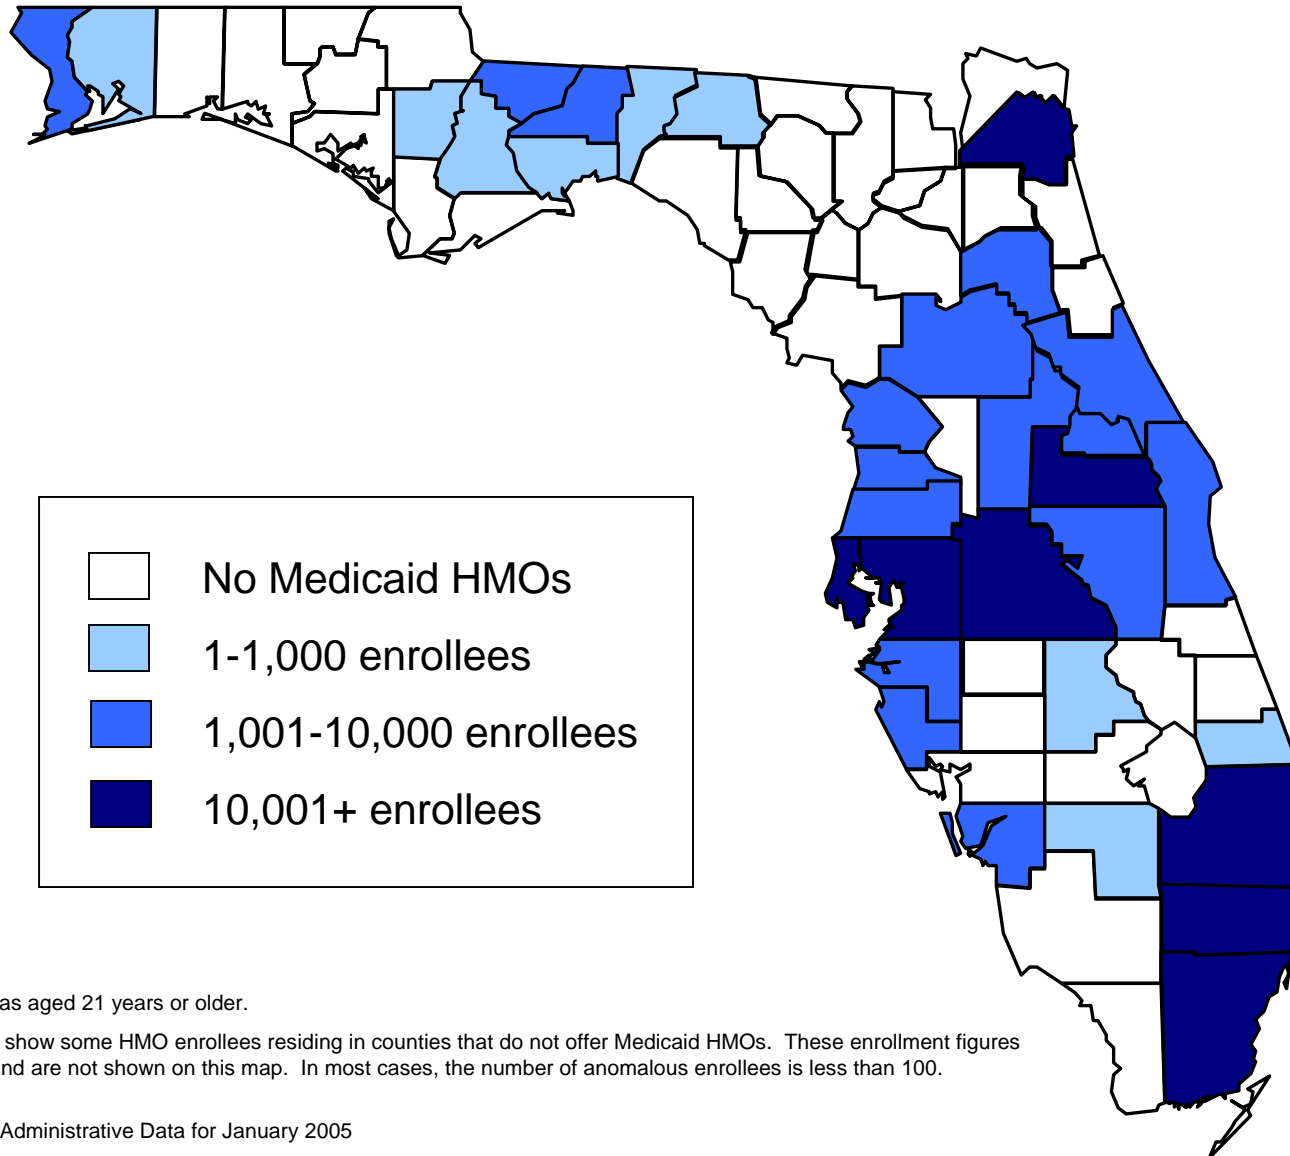 No Medicaid HMOs
1-1,000 enrollees
1,001-10,000 enrollees
10,001+ enrollees
as aged 21 years or older.
show some HMO enrollees residing in counties that do not offer Medicaid HMOs. These enrollment figures
nd are not shown on this map. In most cases, the number of anomalous enrollees is less than 100.
Administrative Data for January 2005